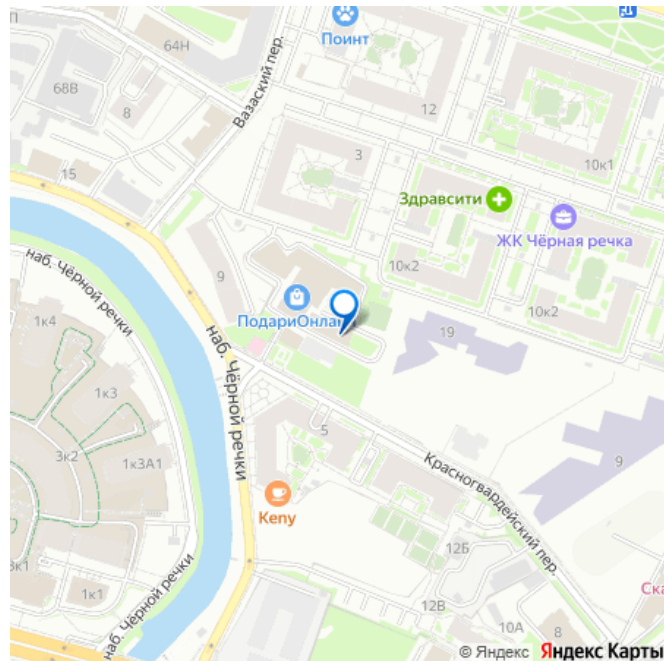 64Н
Поинт
68В
8
Вазаский пер.
12
3
10к1
15
Здравсити
ЖК Чёрная речка
наб. Чёрной речки
9
10к2
1к4
ПодариОнлайн
10к2
19
наб. Чёрной речки
1к3
5
3к2
1к3А1
Красногвардейский пер.
9
Keny
12Б
3к1
1к1
наб. Чёрной речки
12В
10А
8
Ска
© Яндекс Яндекс Карты